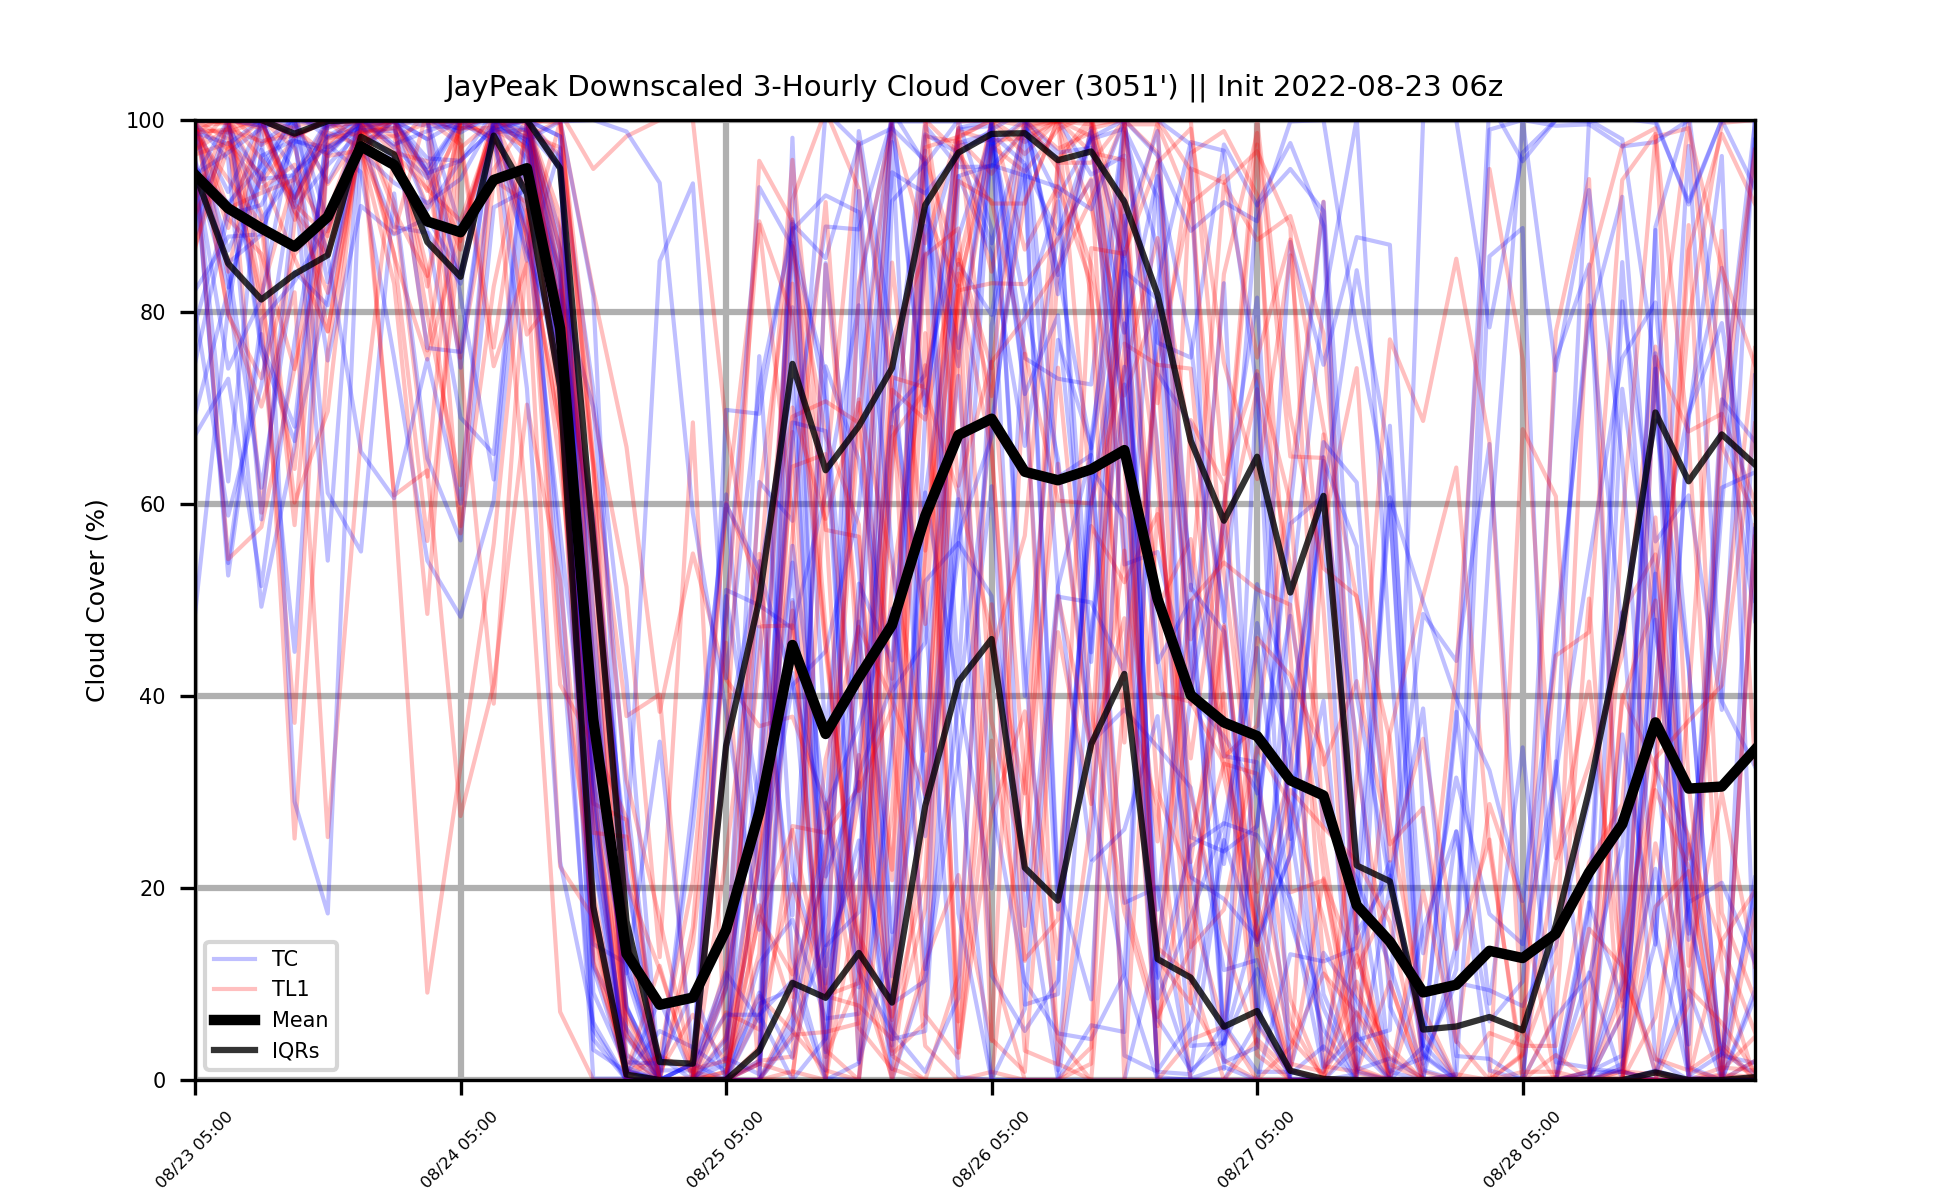 JayPeak Downscaled 3-Hourly Cloud Cover (3051') || Init 2022-08-23 06z
Cloud Cover (%)
100
80
60
40
20
0
TC
TL1
Mean
IQRs
08/23 05:00
08/24 05:00
08/25 05:00
08/26 05:00
08/27 05:00
08/28 05:00